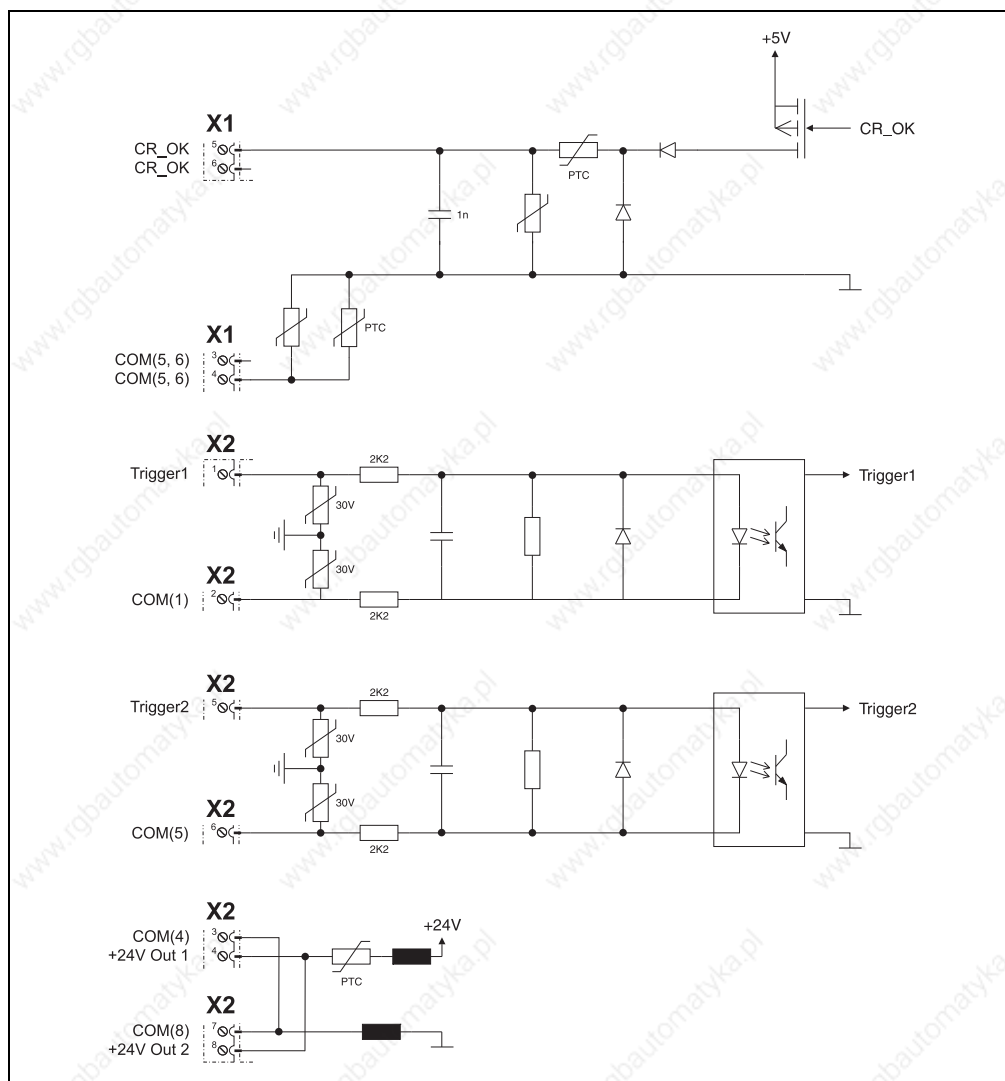 +5V
X1
CR_OK 5
CR_OK
CR_OK 6
PTC
1n
PTC
X1
COM(5, 6) 3
COM(5, 6) 4
X2
2K2
Trigger1 1
Trigger1
30V
30V
X2
COM(1) 2
2K2
X2
2K2
Trigger2 5
Trigger2
30V
30V
X2
COM(5) 6
2K2
X2
+24V
COM(4) 3
+24V Out 1 4
PTC
X2
COM(8) 7
+24V Out 2 8
www.rgbautomatyka.pl